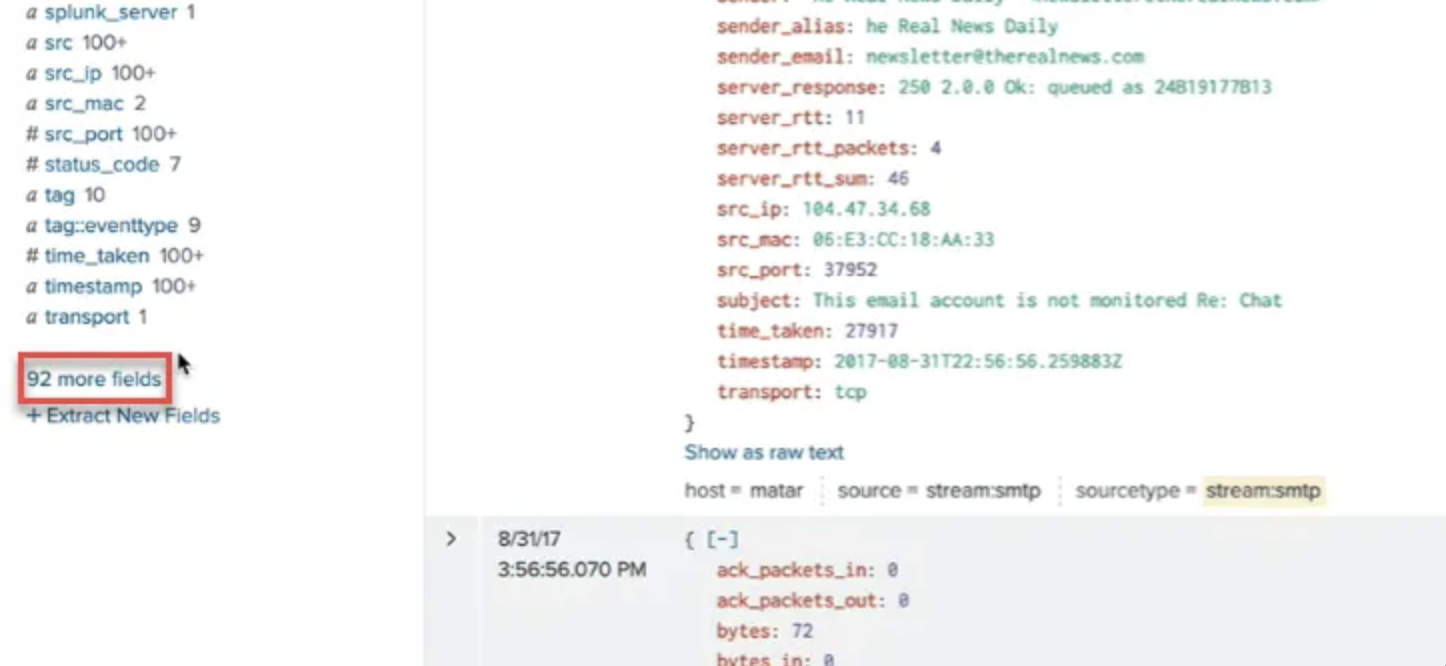 a splunk_server 1
a src 100+
a src_ip 100+
a src_mac 2
# src_port 100+
# status_code 7
a tag 10
a tag::eventtype 9
# time_taken 100+
a timestamp 100+
a transport 1
92 more fields
+ Extract New Fields
sender_alias: he Real News Daily
sender_email: newsletter@therealnews.com
server_response: 250 2.0.0 Ok: queued as 24B19177B13
server_rtt: 11
server_rtt_packets: 4
server_rtt_sum: 46
src_ip: 104.47.34.68
src_mac: 06:E3:CC:18:AA:33
src_port: 37952
subject: This email account is not monitored Re: Chat
time_taken: 27917
timestamp: 2017-08-31T22:56:56.259883Z
transport: tcp
}
Show as raw text
host = matar source = stream:smtp sourcetype = stream:smtp
> 8/31/17 { [-]
3:56:56.070 PM ack_packets_in: 0
ack_packets_out: 0
bytes: 72
bytes_in: 0